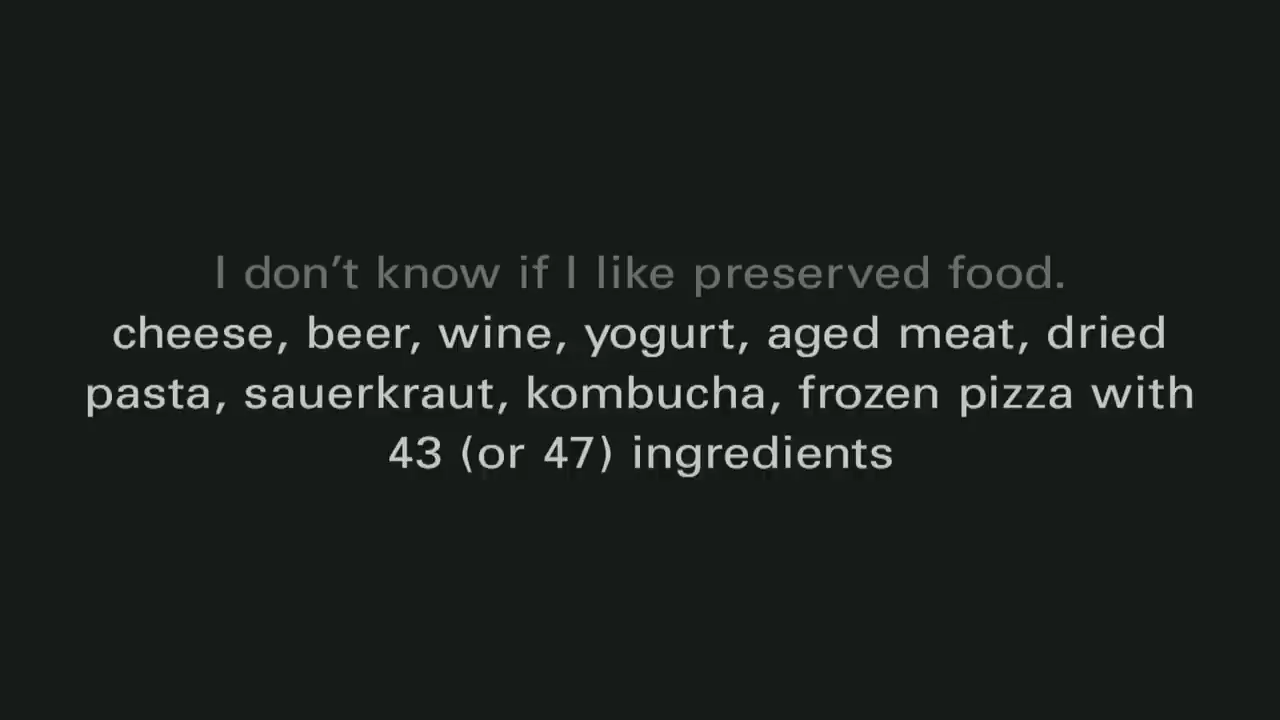 I don’t know if I like preserved food.
cheese, beer, wine, yogurt, aged meat, dried
pasta, sauerkraut, kombucha, frozen pizza with
43 (or 47) ingredients